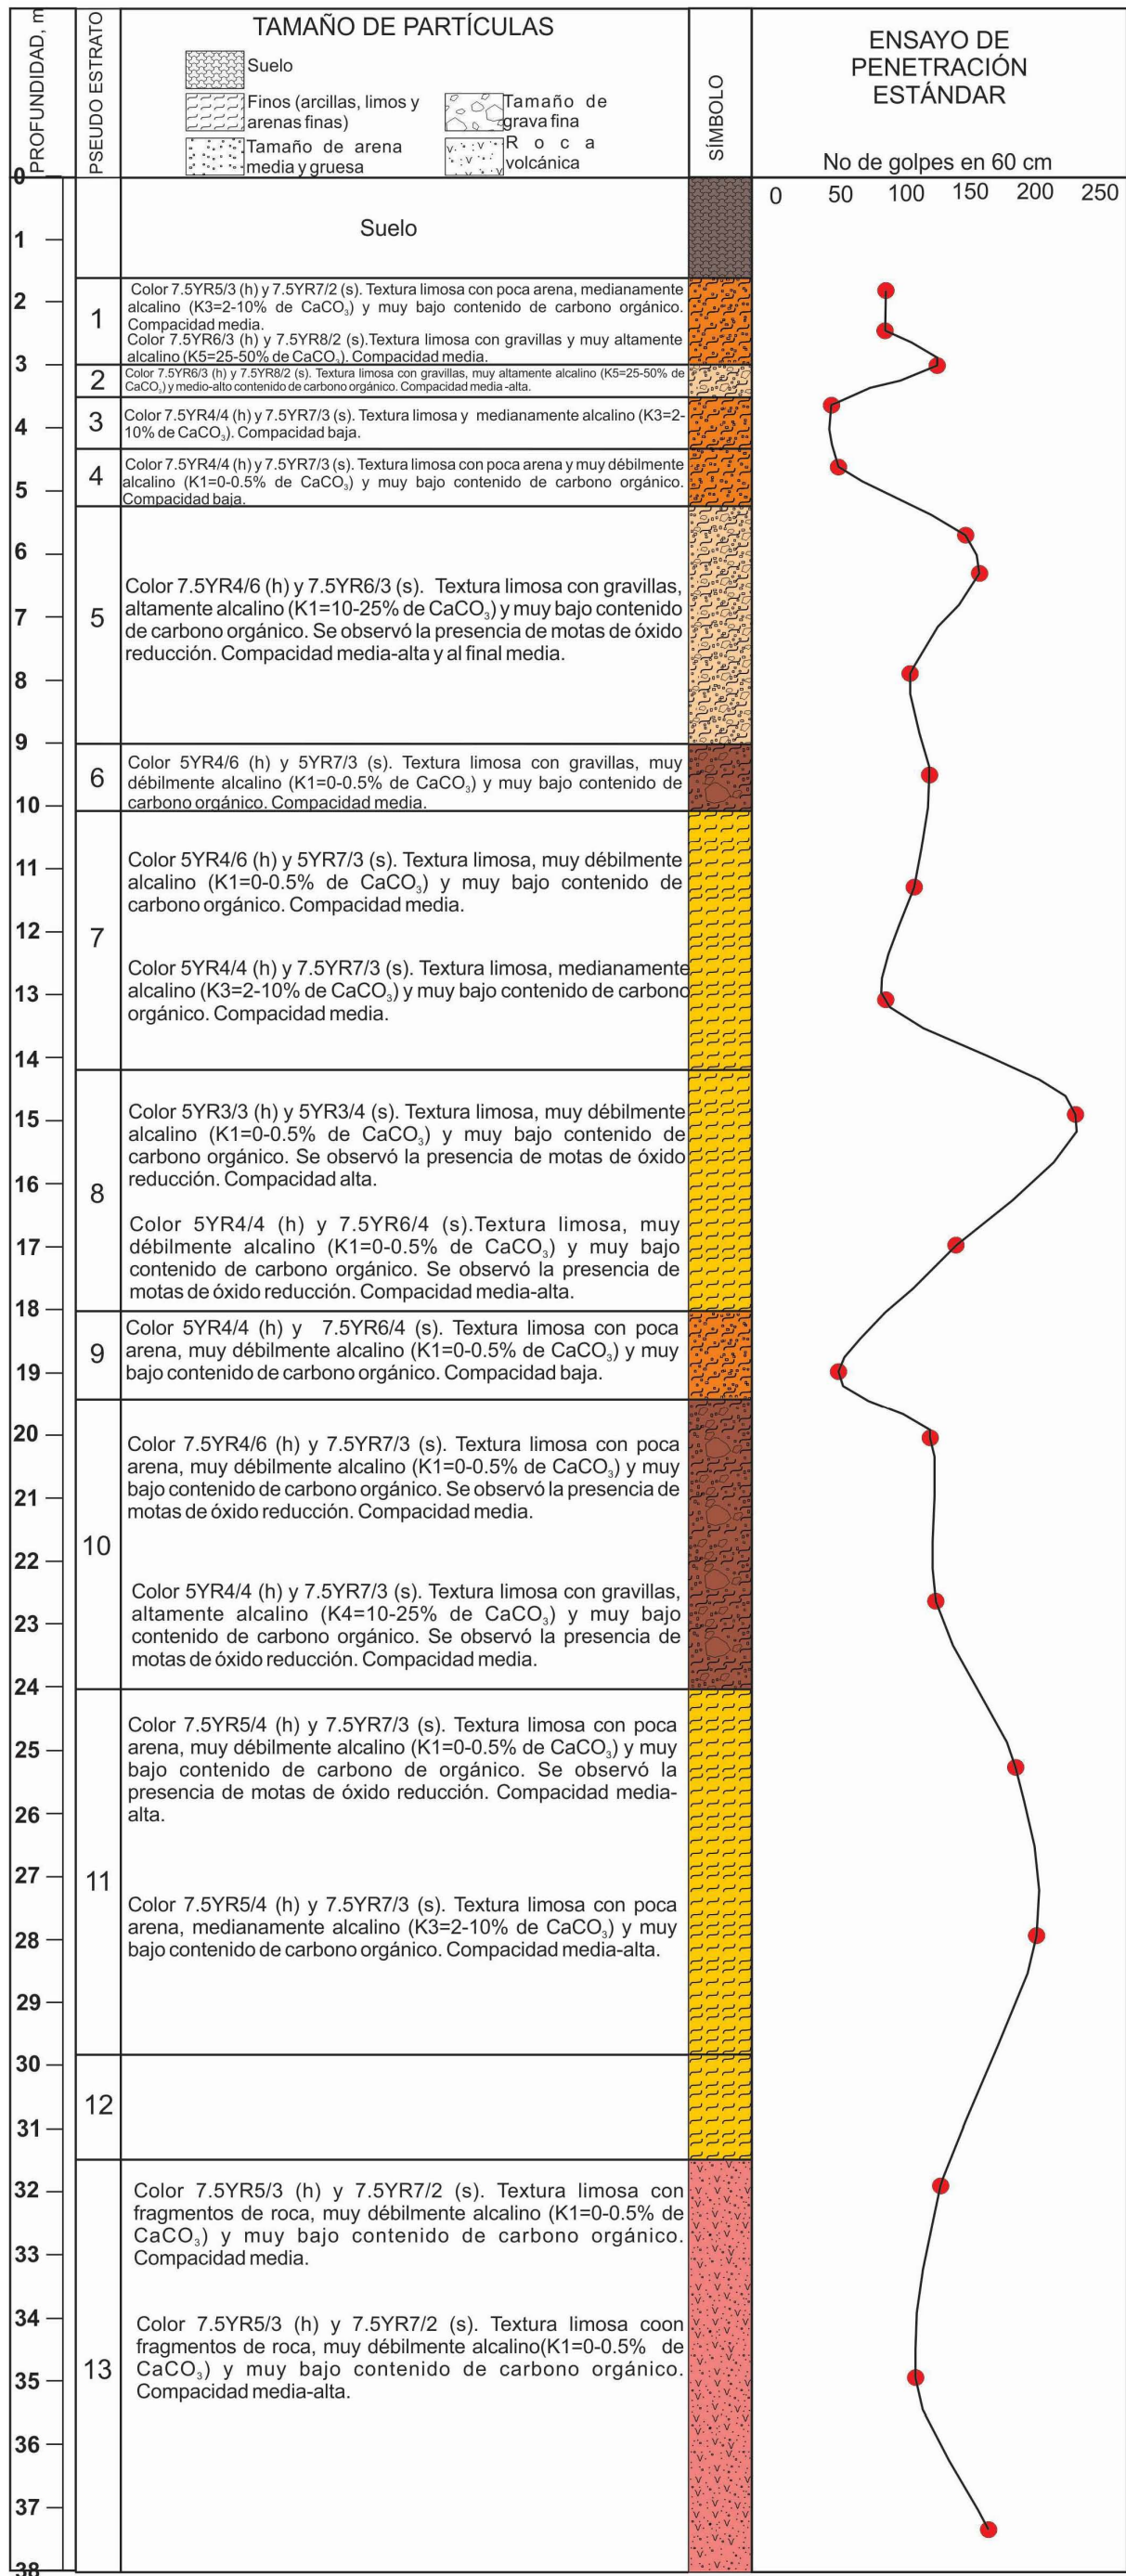 PROFUNDIDAD, m
PSEUDO ESTRATO
TAMAÑO DE PARTÍCULAS
Suelo
Finos (arcillas, limos y
arenas finas)
Tamaño de arena
media y gruesa
Tamaño de
grava fina
R o c a
volcánica
SÍMBOLO
ENSAYO DE
PENETRACIÓN
ESTÁNDAR
No de golpes en 60 cm
0 50 100 150 200 250
0
Suelo
1
2
1
Color 7.5YR5/3 (h) y 7.5YR7/2 (s). Textura limosa con poca arena, medianamente
alcalino (K3=2-10% de CaCO₃) y muy bajo contenido de carbono orgánico.
Compacidad media.
Color 7.5YR6/3 (h) y 7.5YR8/2 (s).Textura limosa con gravillas y muy altamente
alcalino (K5=25-50% de CaCO₃). Compacidad media.
3
2
Color 7.5YR6/3 (h) y 7.5YR8/2 (s). Textura limosa con gravillas, muy altamente alcalino (K5=25-50% de
CaCO₃) y medio-alto contenido de carbono orgánico. Compacidad media -alta.
3
Color 7.5YR4/4 (h) y 7.5YR7/3 (s). Textura limosa y medianamente alcalino (K3=2-
10% de CaCO₃). Compacidad baja.
4
4
Color 7.5YR4/4 (h) y 7.5YR7/3 (s). Textura limosa con poca arena y muy débilmente
alcalino (K1=0-0.5% de CaCO₃) y muy bajo contenido de carbono orgánico.
Compacidad baja.
5
6
5
Color 7.5YR4/6 (h) y 7.5YR6/3 (s). Textura limosa con gravillas,
altamente alcalino (K1=10-25% de CaCO₃) y muy bajo contenido
de carbono orgánico. Se observó la presencia de motas de óxido
reducción. Compacidad media-alta y al final media.
7
8
9
6
Color 5YR4/6 (h) y 5YR7/3 (s). Textura limosa con gravillas, muy
débilmente alcalino (K1=0-0.5% de CaCO₃) y muy bajo contenido de
carbono orgánico. Compacidad media.
10
11
7
Color 5YR4/6 (h) y 5YR7/3 (s). Textura limosa, muy débilmente
alcalino (K1=0-0.5% de CaCO₃) y muy bajo contenido de
carbono orgánico. Compacidad media.
12
Color 5YR4/4 (h) y 7.5YR7/3 (s). Textura limosa, medianamente
alcalino (K3=2-10% de CaCO₃) y muy bajo contenido de carbono
orgánico. Compacidad media.
13
14
15
8
Color 5YR3/3 (h) y 5YR3/4 (s). Textura limosa, muy débilmente
alcalino (K1=0-0.5% de CaCO₃) y muy bajo contenido de
carbono orgánico. Se observó la presencia de motas de óxido
reducción. Compacidad alta.
16
Color 5YR4/4 (h) y 7.5YR6/4 (s).Textura limosa, muy
débilmente alcalino (K1=0-0.5% de CaCO₃) y muy bajo
contenido de carbono orgánico. Se observó la presencia de
motas de óxido reducción. Compacidad media-alta.
17
18
9
Color 5YR4/4 (h) y 7.5YR6/4 (s). Textura limosa con poca
arena, muy débilmente alcalino (K1=0-0.5% de CaCO₃) y muy
bajo contenido de carbono orgánico. Compacidad baja.
19
20
10
Color 7.5YR4/6 (h) y 7.5YR7/3 (s). Textura limosa con poca
arena, muy débilmente alcalino (K1=0-0.5% de CaCO₃) y muy
bajo contenido de carbono orgánico. Se observó la presencia de
motas de óxido reducción. Compacidad media.
21
22
Color 5YR4/4 (h) y 7.5YR7/3 (s). Textura limosa con gravillas,
altamente alcalino (K4=10-25% de CaCO₃) y muy bajo
contenido de carbono orgánico. Se observó la presencia de
motas de óxido reducción. Compacidad media.
23
24
25
11
Color 7.5YR5/4 (h) y 7.5YR7/3 (s). Textura limosa con poca
arena, muy débilmente alcalino (K1=0-0.5% de CaCO₃) y muy
bajo contenido de carbono de orgánico. Se observó la
presencia de motas de óxido reducción. Compacidad media-
alta.
26
27
Color 7.5YR5/4 (h) y 7.5YR7/3 (s). Textura limosa con poca
arena, medianamente alcalino (K3=2-10% de CaCO₃) y muy
bajo contenido de carbono orgánico. Compacidad media-alta.
28
29
30
12
31
32
13
Color 7.5YR5/3 (h) y 7.5YR7/2 (s). Textura limosa con
fragmentos de roca, muy débilmente alcalino (K1=0-0.5% de
CaCO₃) y muy bajo contenido de carbono orgánico.
Compacidad media.
33
34
Color 7.5YR5/3 (h) y 7.5YR7/2 (s). Textura limosa coon
fragmentos de roca, muy débilmente alcalino(K1=0-0.5% de
CaCO₃) y muy bajo contenido de carbono orgánico.
Compacidad media-alta.
35
36
37
38